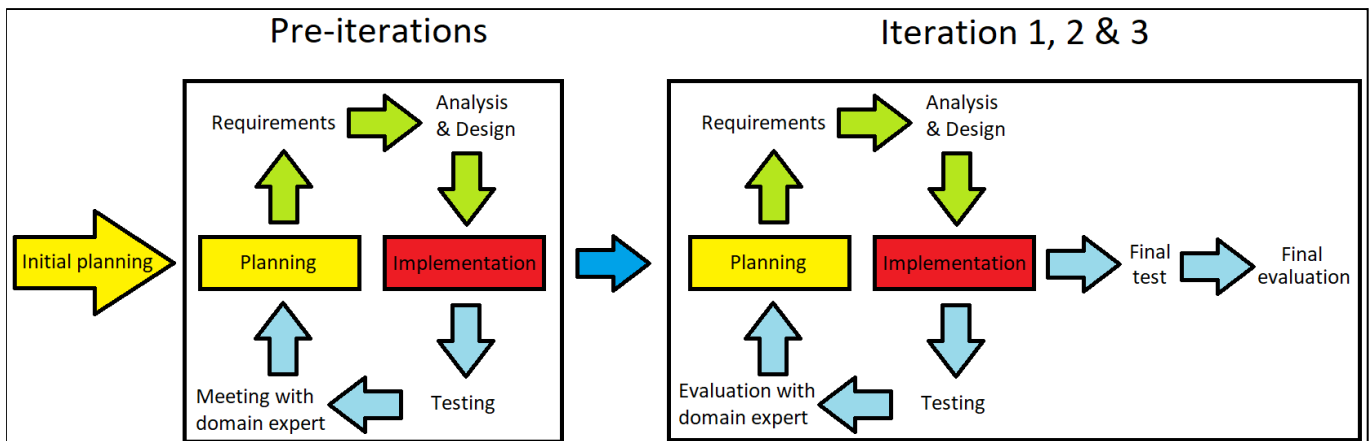 Pre-iterations
Iteration 1, 2 & 3
Initial planning
Requirements
Analysis
& Design
Planning
Implementation
Meeting with
domain expert
Testing
Requirements
Analysis
& Design
Planning
Implementation
Final
test
Final
evaluation
Evaluation with
domain expert
Testing